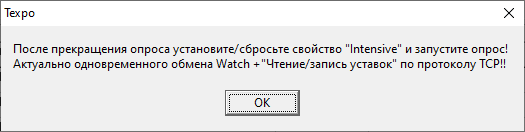 Texpo
После прекращения опроса установите/сбросьте свойство "Intensive" и запустите опрос!
Актуально одновременного обмена Watch +"Чтение/запись уставок" по протоколу TCP!!
OK